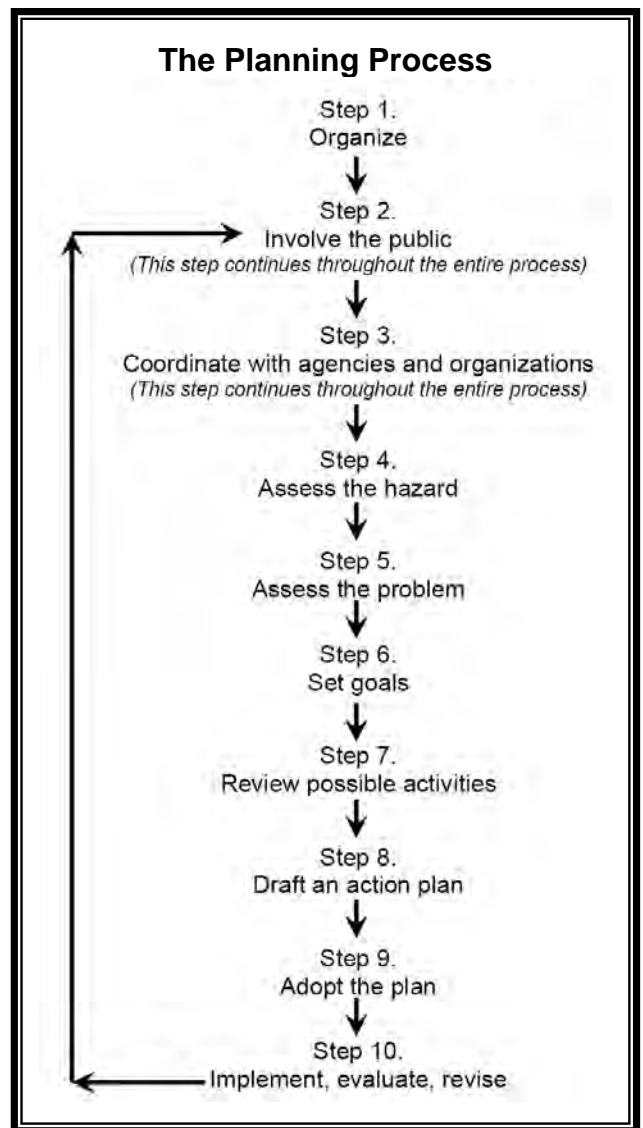 The Planning Process
Step 1.
Organize
Step 2.
Involve the public
(This step continues throughout the entire process)
Step 3.
Coordinate with agencies and organizations
(This step continues throughout the entire process)
Step 4.
Assess the hazard
Step 5.
Assess the problem
Step 6.
Set goals
Step 7.
Review possible activities
Step 8.
Draft an action plan
Step 9.
Adopt the plan
Step 10.
Implement, evaluate, revise